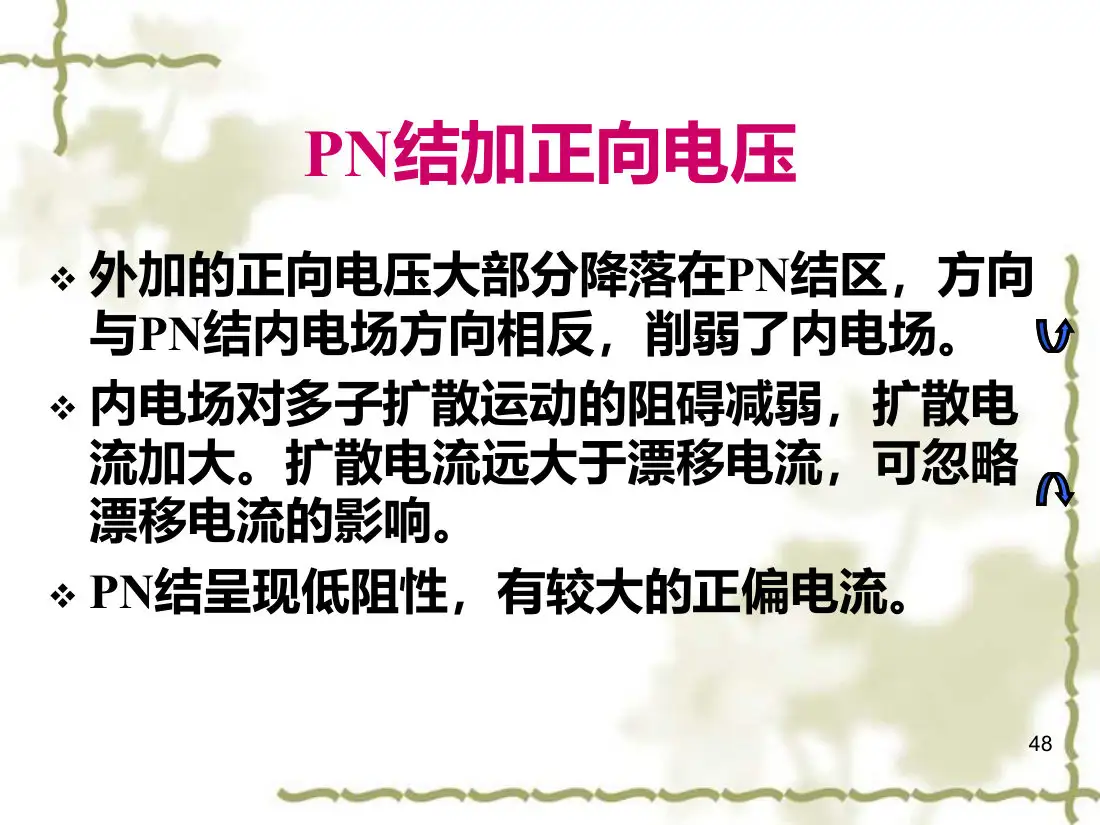 PN结加正向电压
外加的正向电压大部分降落在PN结区，方向
与PN结内电场方向相反，削弱了内电场。
内电场对多子扩散运动的阻碍减弱，扩散电
流加大。扩散电流远大于漂移电流，可忽略
漂移电流的影响。
PN结呈现低阻性，有较大的正偏电流。
48